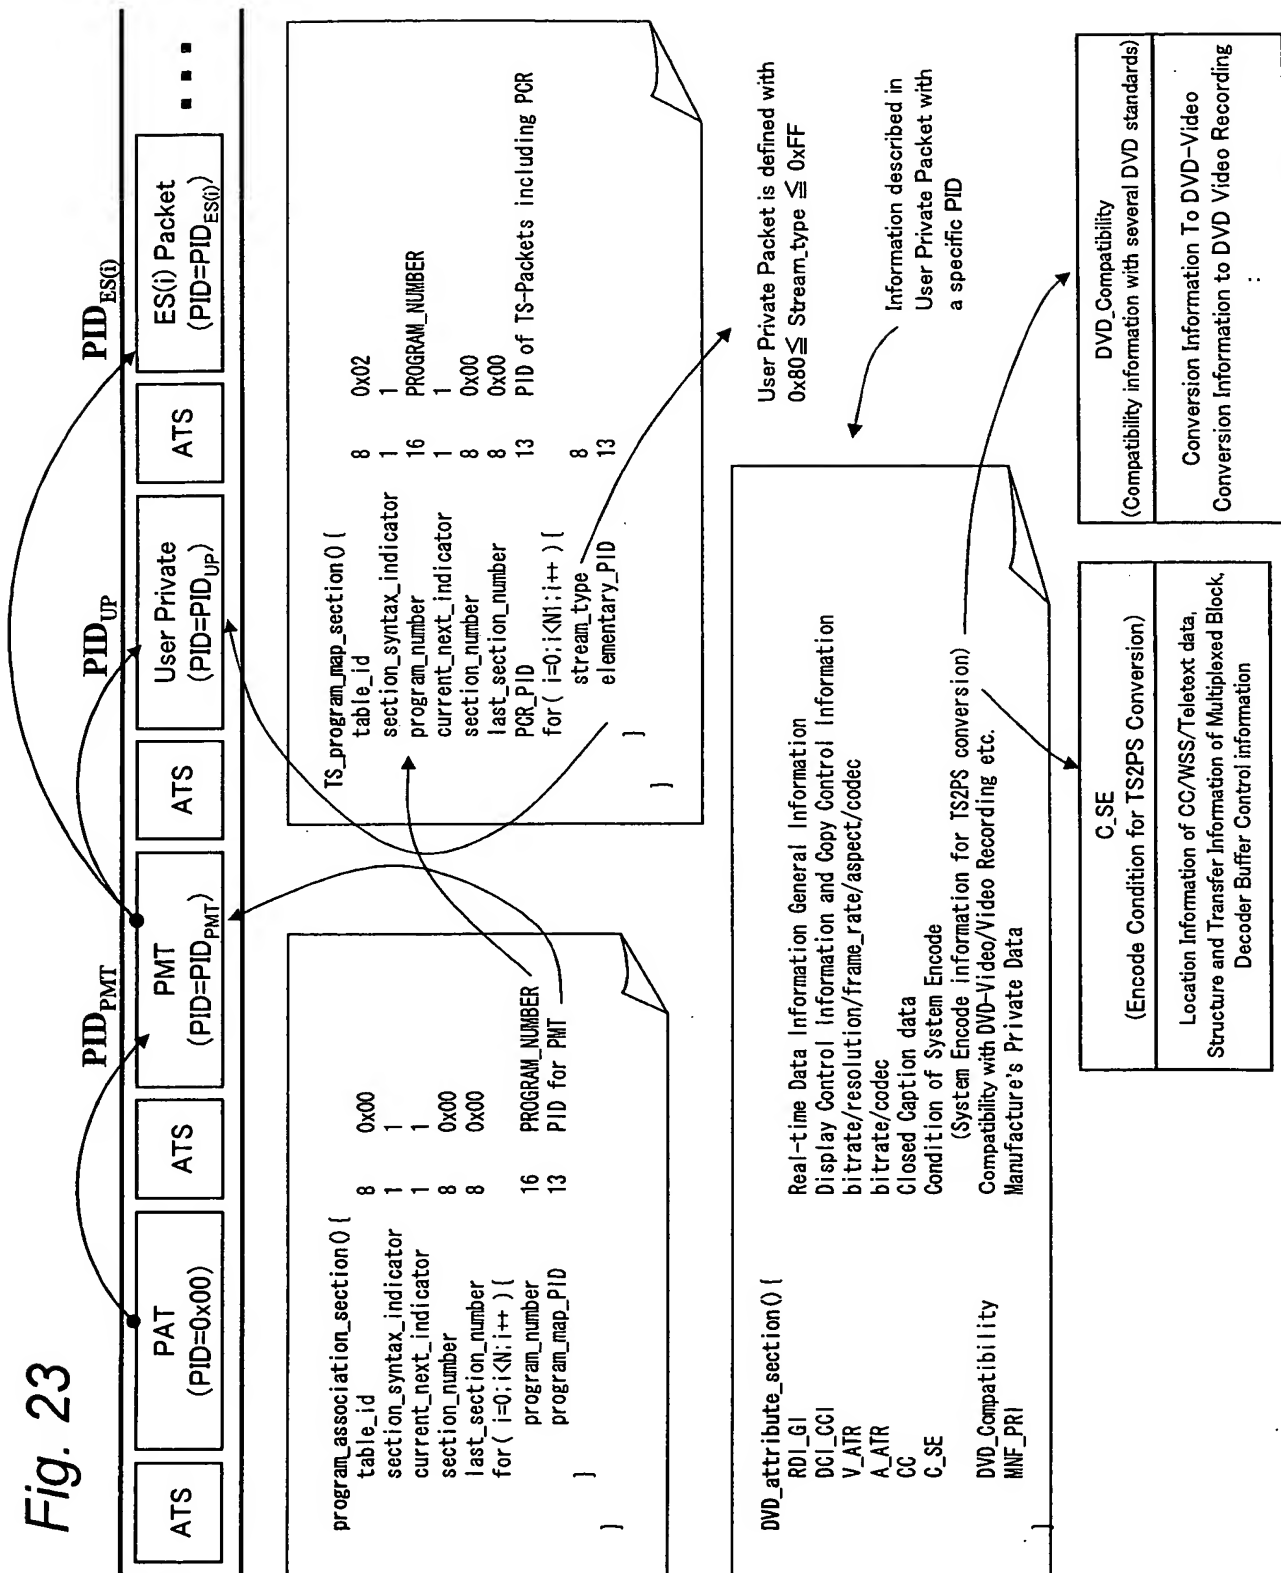 Fig. 23
PID_PMT
PID_UP
PID_ES(i)
ATS
PAT
(PID=0x00)
ATS
PMT
(PID=PID_PMT)
ATS
User Private
(PID=PID_UP)
ATS
ES(i) Packet
(PID=PID_ES(i))
...
program_association_section(){
table_id 8 0x00
section_syntax_indicator 1 1
current_next_indicator 1 1
section_number 8 0x00
last_section_number 8 0x00
for( i=0;i<N;i++ ){
program_number 16 PROGRAM_NUMBER
program_map_PID 13 PID for PMT
}
}
TS_program_map_section(){
table_id 8 0x02
section_syntax_indicator 1 1
program_number 16 PROGRAM_NUMBER
current_next_indicator 1 1
section_number 8 0x00
last_section_number 8 0x00
PCR_PID 13 PID of TS-Packets including PCR
for( i=0;i<N1;i++ ){
stream_type 8
elementary_PID 13
}
}
User Private Packet is defined with
0x80≦ Stream_type ≦ 0xFF
DVD_attribute_section(){
RDI_GI Real-time Data Information General Information
DCI_CCI Display Control Information and Copy Control Information
V_ATR bitrate/resolution/frame_rate/aspect/codec
A_ATR bitrate/codec
CC Closed Caption data
C_SE Condition of System Encode
(System Encode information for TS2PS conversion)
DVD_Compatibility Compatibility with DVD-Video/Video Recording etc.
MNF_PRI Manufacture's Private Data
}
Information described in
User Private Packet with
a specific PID
C_SE
(Encode Condition for TS2PS Conversion)
Location Information of CC/WSS/Teletext data,
Structure and Transfer Information of Multiplexed Block,
Decoder Buffer Control information
DVD_Compatibility
(Compatibility information with several DVD standards)
Conversion Information To DVD-Video
Conversion Information to DVD Video Recording
: